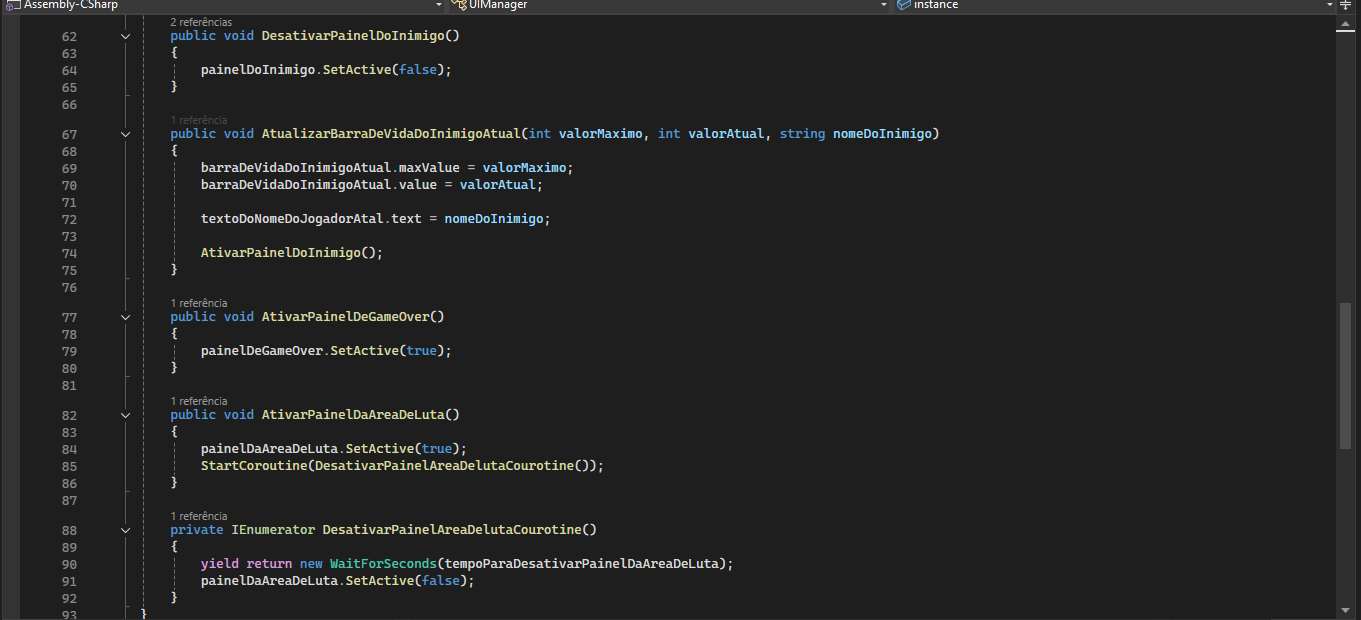 Assembly-CSharp UIManager instance
2 referências
62 public void DesativarPainelDoInimigo()
63 {
64 painelDoInimigo.SetActive(false);
65 }
66
1 referência
67 public void AtualizarBarraDeVidaDoInimigoAtual(int valorMaximo, int valorAtual, string nomeDoInimigo)
68 {
69 barraDeVidaDoInimigoAtual.maxValue = valorMaximo;
70 barraDeVidaDoInimigoAtual.value = valorAtual;
71
72 textoDoNomeDoJogadorAtal.text = nomeDoInimigo;
73
74 AtivarPainelDoInimigo();
75 }
76
1 referência
77 public void AtivarPainelDeGameOver()
78 {
79 painelDeGameOver.SetActive(true);
80 }
81
1 referência
82 public void AtivarPainelDaAreaDeLuta()
83 {
84 painelDaAreaDeLuta.SetActive(true);
85 StartCoroutine(DesativarPainelAreaDelutaCourotine());
86 }
87
1 referência
88 private IEnumerator DesativarPainelAreaDelutaCourotine()
89 {
90 yield return new WaitForSeconds(tempoParaDesativarPainelDaAreaDeLuta);
91 painelDaAreaDeLuta.SetActive(false);
92 }
93 }